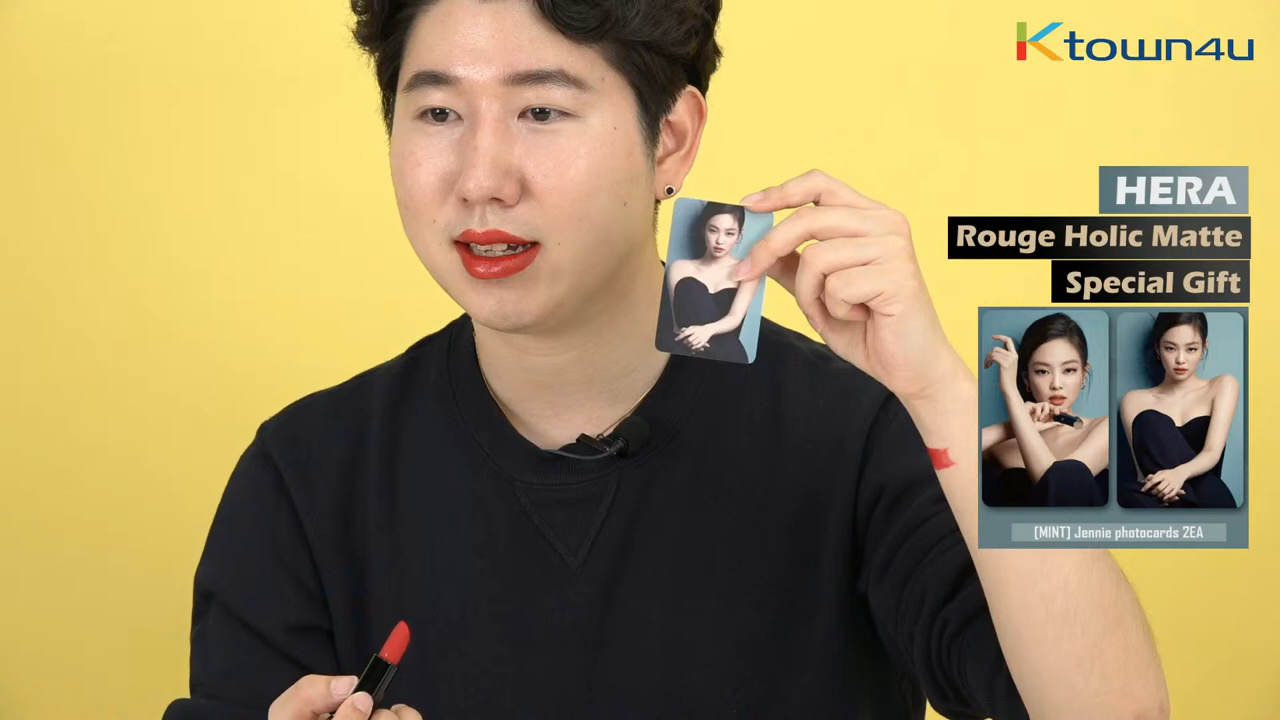 Ktown4u
HERA
Rouge Holic Matte
Special Gift
[MINT] Jennie photocards 2EA